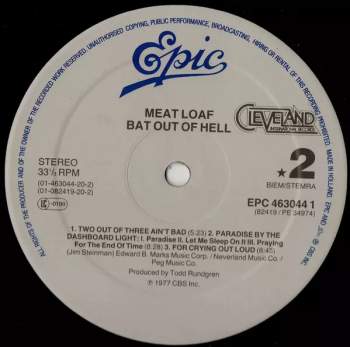 ALL RIGHTS OF THE PRODUCER AND OF THE OWNER OF THE RECORDED WORK RESERVED. UNAUTHORISED COPYING, PUBLIC PERFORMANCE, BROADCASTING, HIRING OR RENTAL OF THIS RECORDING PROHIBITED. MADE IN HOLLAND.
Epic
MEAT LOAF
BAT OUT OF HELL
CLEVELAND
INTERNATIONAL RECORDS
STEREO
33⅓ RPM
(01-463044-20-2)
(01-082419-20-2)
★2
BIEM/STEMRA
EPC 463044 1
(82419 / PE 34974)
1. TWO OUT OF THREE AIN'T BAD (5:23) 2. PARADISE BY THE
DASHBOARD LIGHT: I. Paradise II. Let Me Sleep On It III. Praying
For The End Of Time (8:28) 3. FOR CRYING OUT LOUD (8:45)
(Jim Steinman) Edward B. Marks Music Corp. / Neverland Music Co. /
Peg Music Co.
Produced by Todd Rundgren
℗ 1977 CBS Inc.